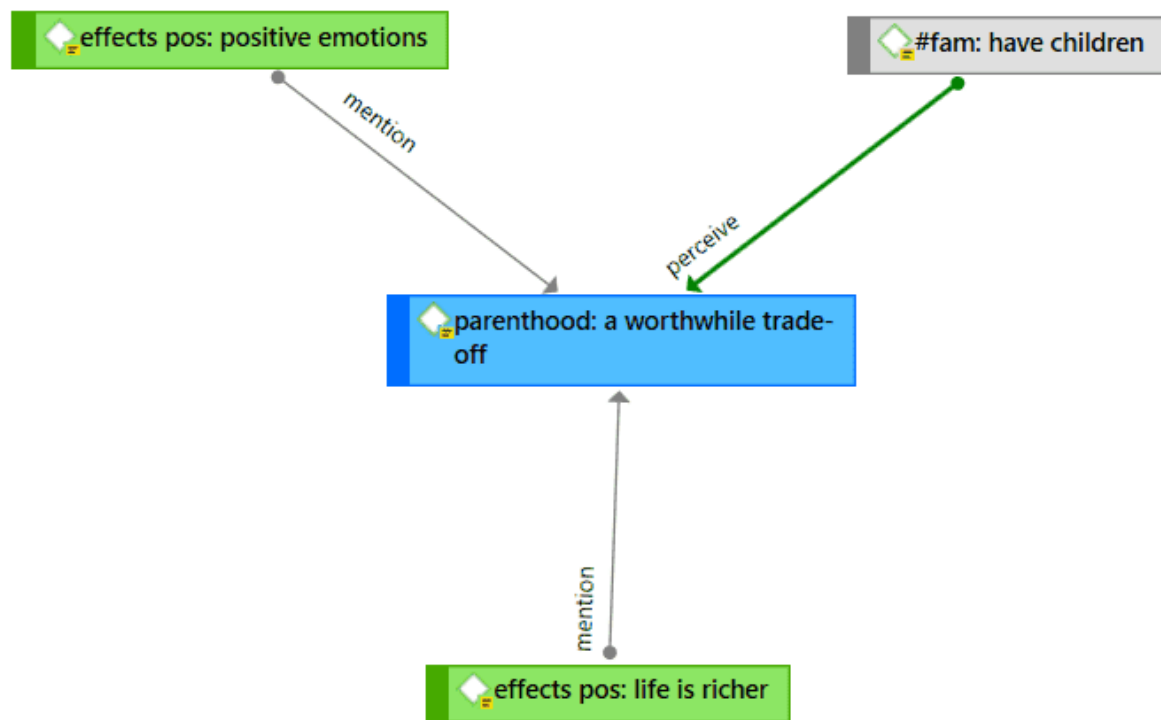 effects pos: positive emotions
#fam: have children
mention
perceive
parenthood: a worthwhile trade-
off
mention
effects pos: life is richer